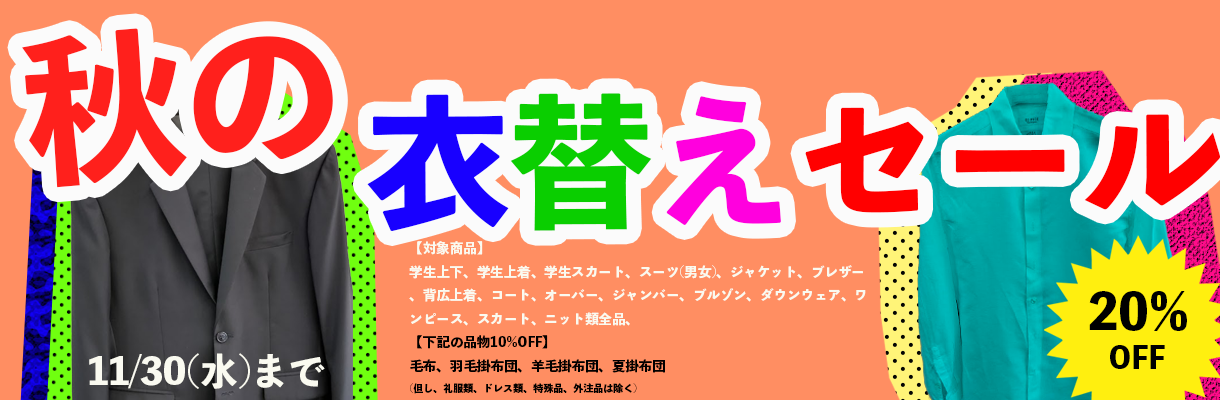 秋の
衣替え セール
【対象商品】
学生上下、学生上着、学生スカート、スーツ(男女)、ジャケット、ブレザー
、背広上着、コート、オーバー、ジャンバー、ブルゾン、ダウンウェア、ワ
ンピース、スカート、ニット類全品、
【下記の品物10%OFF】
毛布、羽毛掛布団、羊毛掛布団、夏掛布団
(但し、礼服類、ドレス類、特殊品、外注品は除く)
11/30(水)まで
20%
OFF